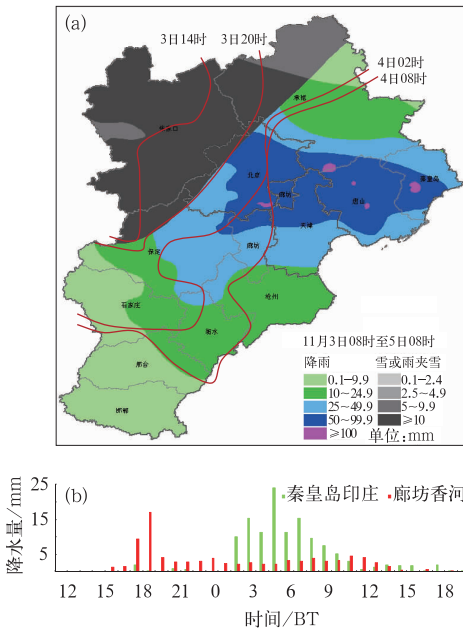 (a)
3日14时
3日20时
4日02时
4日08时
承德
张家口
秦皇岛
北京
廊坊
唐山
天津
廊坊
保定
沧州
石家庄
衡水
邢台
邯郸
11月3日08时至5日08时
降雨 雪或雨夹雪
0.1-9.9 0.1-2.4
10-24.9 2.5-4.9
25-49.9 5-9.9
50-99.9 ≥10
≥100 单位:mm
(b)
降水量/mm
25
15
5
秦皇岛印庄 廊坊香河
12 15 18 21 0 3 6 9 12 15 18
时间/BT